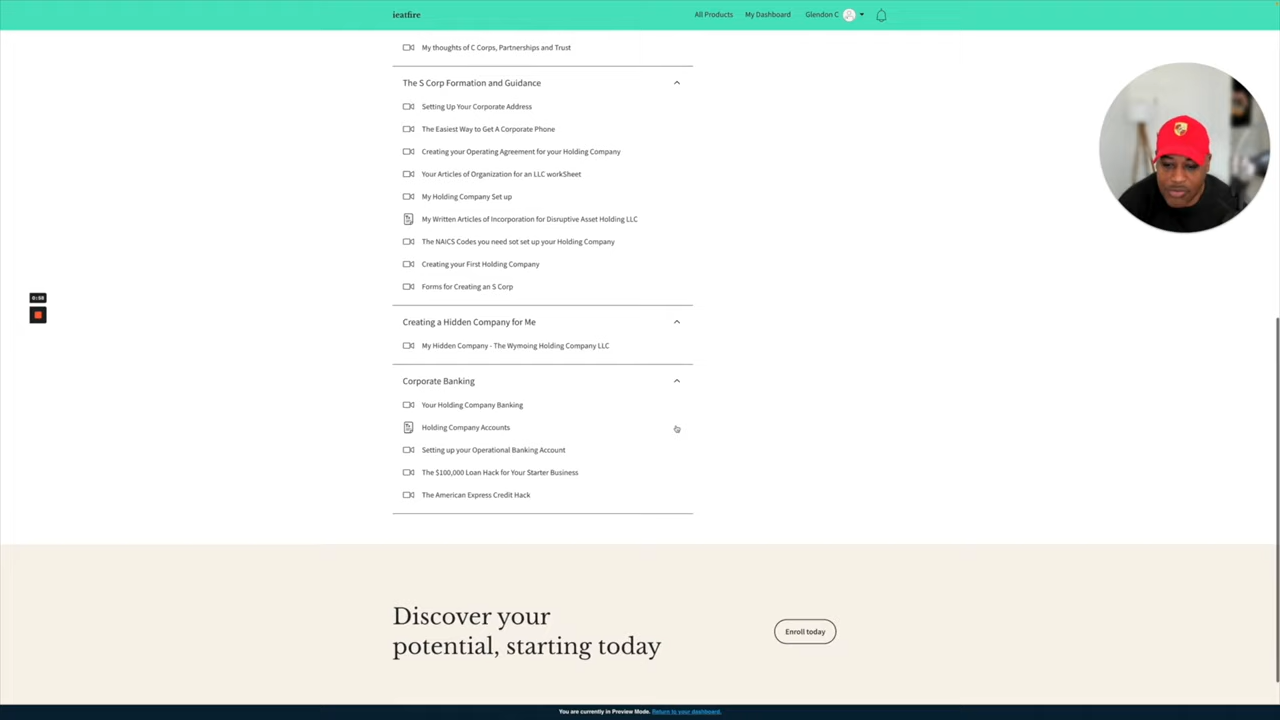 ieatfire
All Products My Dashboard Glendon C
My thoughts of C Corps, Partnerships and Trust
The S Corp Formation and Guidance
Setting Up Your Corporate Address
The Easiest Way to Get A Corporate Phone
Creating your Operating Agreement for your Holding Company
Your Articles of Organization for an LLC workSheet
My Holding Company Set up
My Written Articles of Incorporation for Disruptive Asset Holding LLC
The NAICS Codes you need sot set up your Holding Company
Creating your First Holding Company
Forms for Creating an S Corp
Creating a Hidden Company for Me
My Hidden Company - The Wymoing Holding Company LLC
Corporate Banking
Your Holding Company Banking
Holding Company Accounts
Setting up your Operational Banking Account
The $100,000 Loan Hack for Your Starter Business
The American Express Credit Hack
Discover your
potential, starting today
Enroll today
You are currently in Preview Mode. Return to your dashboard.